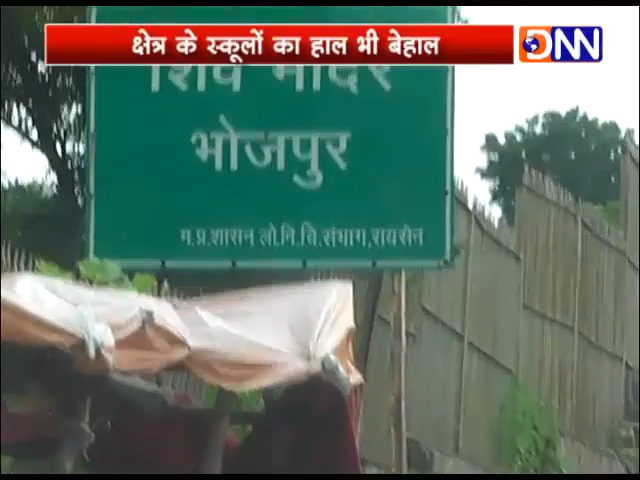 क्षेत्र के स्कूलों का हाल भी बेहाल
DNN
शिव मंदिर
भोजपुर
म.प्र.शासन लो.नि.वि.संभाग,रायसेन